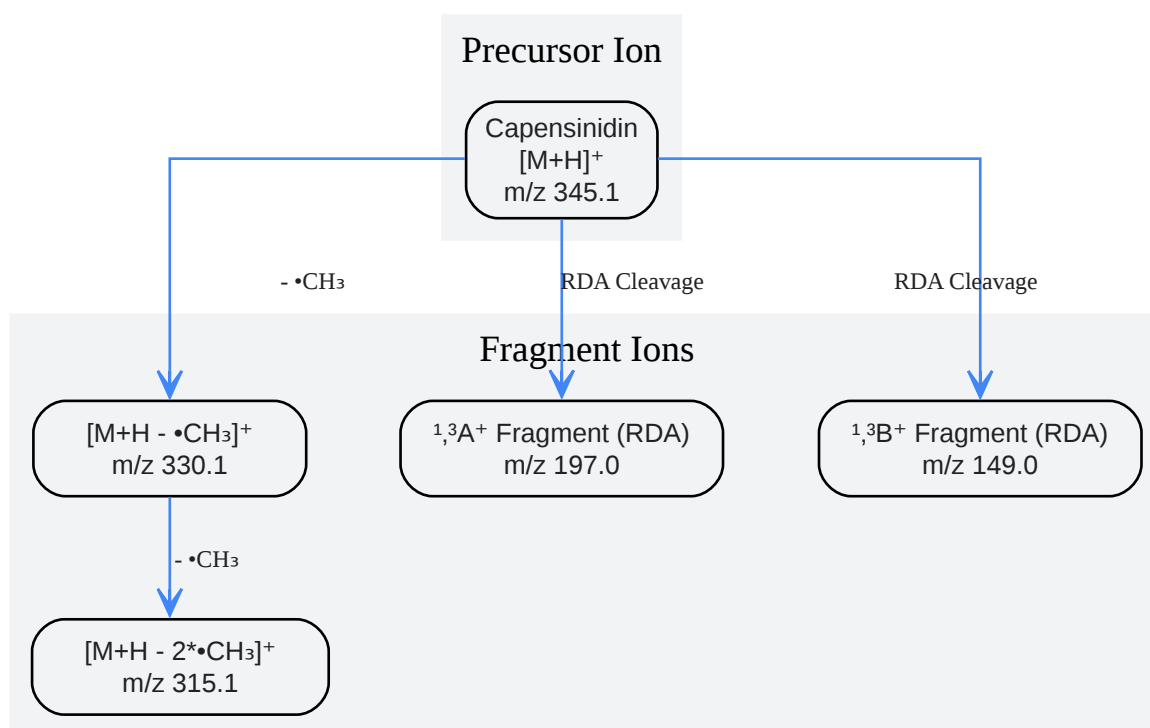 Precursor Ion
Capensinidin
[M+H]⁺
m/z 345.1
- •CH₃
RDA Cleavage
RDA Cleavage
Fragment Ions
[M+H - •CH₃]⁺
m/z 330.1
¹,³A⁺ Fragment (RDA)
m/z 197.0
¹,³B⁺ Fragment (RDA)
m/z 149.0
- •CH₃
[M+H - 2*•CH₃]⁺
m/z 315.1